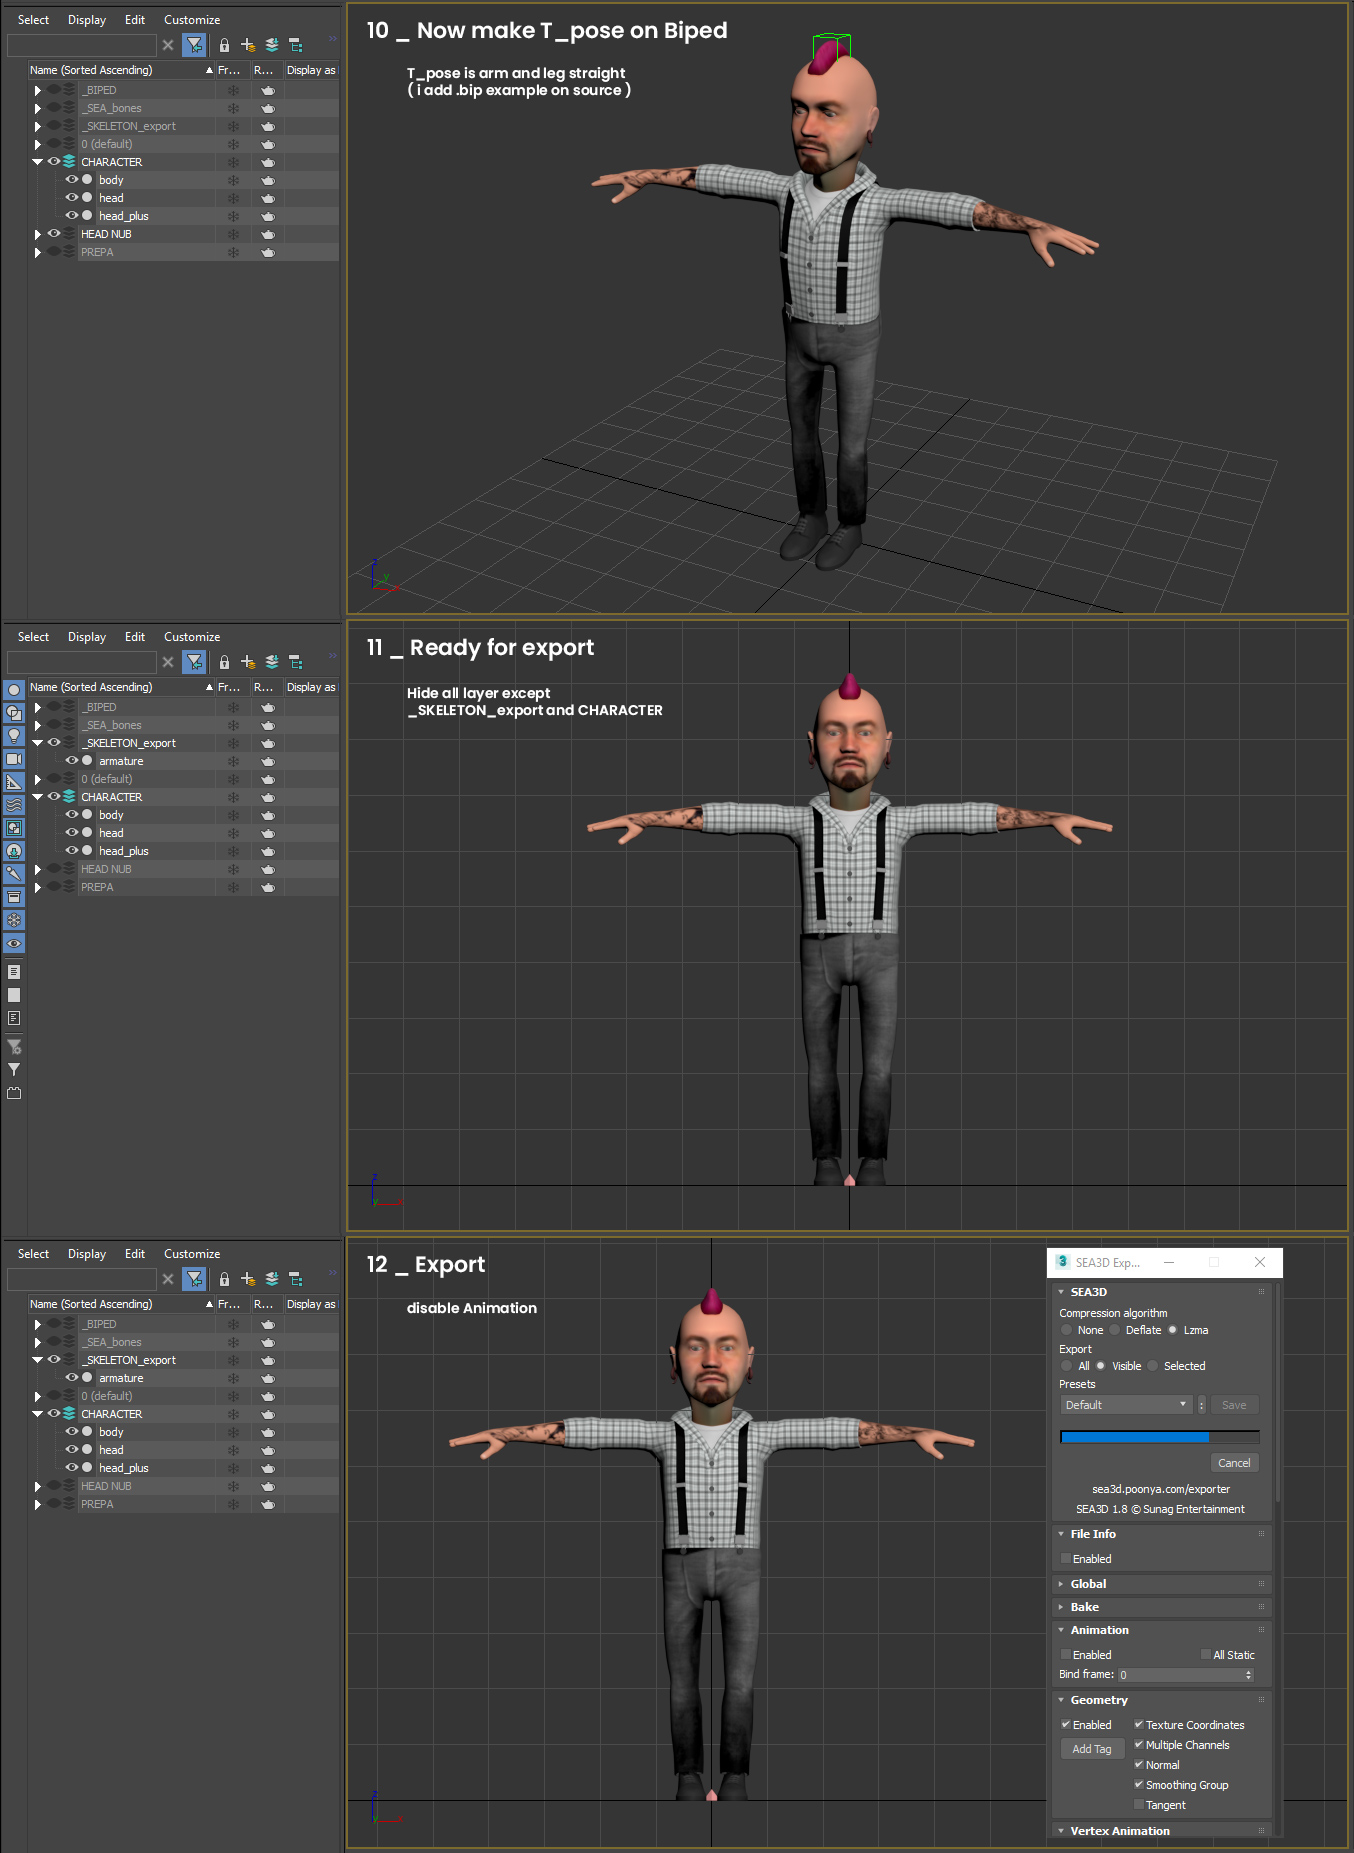 Select Display Edit Customize
Name (Sorted Ascending) Fr... R... Display as
_BIPED
_SEA_bones
_SKELETON_export
0 (default)
CHARACTER
body
head
head_plus
HEAD NUB
PREPA
10 _ Now make T_pose on Biped
T_pose is arm and leg straight
( i add .bip example on source )
z
y
Select Display Edit Customize
Name (Sorted Ascending) Fr... R... Display as
_BIPED
_SEA_bones
_SKELETON_export
armature
0 (default)
CHARACTER
body
head
head_plus
HEAD NUB
PREPA
11 _ Ready for export
Hide all layer except
_SKELETON_export and CHARACTER
z
Select Display Edit Customize
Name (Sorted Ascending) Fr... R... Display as
_BIPED
_SEA_bones
_SKELETON_export
armature
0 (default)
CHARACTER
body
head
head_plus
HEAD NUB
PREPA
12 _ Export
disable Animation
z
3 SEA3D Exp...
SEA3D
Compression algorithm
None Deflate Lzma
Export
All Visible Selected
Presets
Default : Save
Cancel
sea3d.poonya.com/exporter
SEA3D 1.8 © Sunag Entertainment
File Info
Enabled
Global
Bake
Animation
Enabled All Static
Bind frame: 0
Geometry
Enabled Texture Coordinates
Add Tag Multiple Channels
Normal
Smoothing Group
Tangent
Vertex Animation